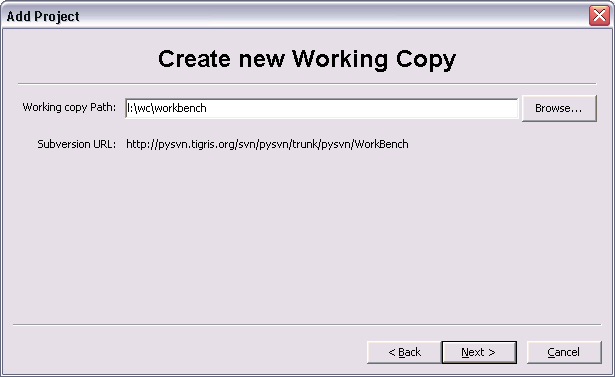 Add Project
Create new Working Copy
Working copy Path: l:\wc\workbench Browse...
Subversion URL: http://pysvn.tigris.org/svn/pysvn/trunk/pysvn/WorkBench
< Back Next > Cancel